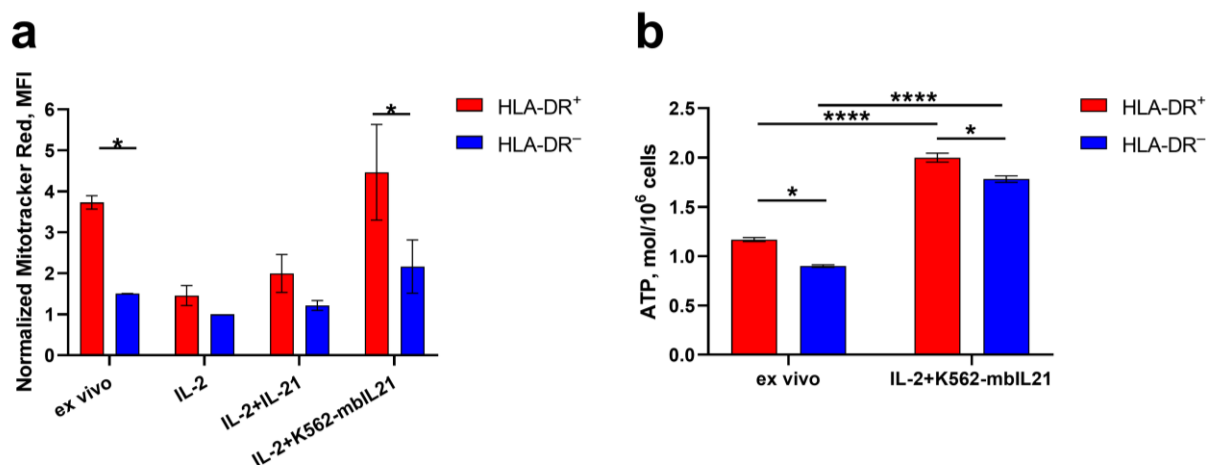 a
Normalized Mitotracker Red, MFI
6
5
4
3
2
1
0
*
*
ex vivo
IL-2
IL-2+IL-21
IL-2+K562-mbIL21
HLA-DR⁺
HLA-DR⁻
b
ATP, mol/10⁶ cells
2.5
2.0
1.5
1.0
0.5
0.0
****
****
*
*
ex vivo
IL-2+K562-mbIL21
HLA-DR⁺
HLA-DR⁻